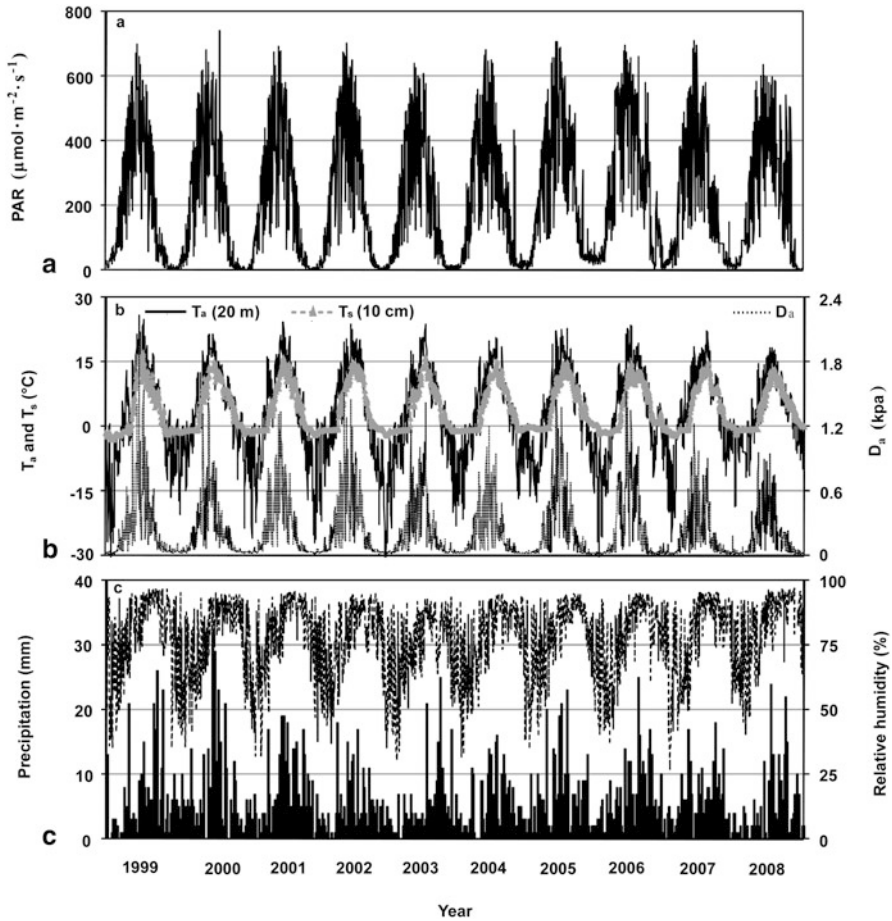 a
800
600
400
200
0
PAR (μmol·m⁻²·s⁻¹)
a
b
Tₐ (20 m)
Tₛ (10 cm)
Dₐ
30
15
0
-15
-30
Tₐ and Tₛ (°C)
2.4
1.8
1.2
0.6
0
Dₐ (kpa)
b
c
40
30
20
10
0
Precipitation (mm)
100
75
50
25
0
Relative humidity (%)
c
1999 2000 2001 2002 2003 2004 2005 2006 2007 2008
Year